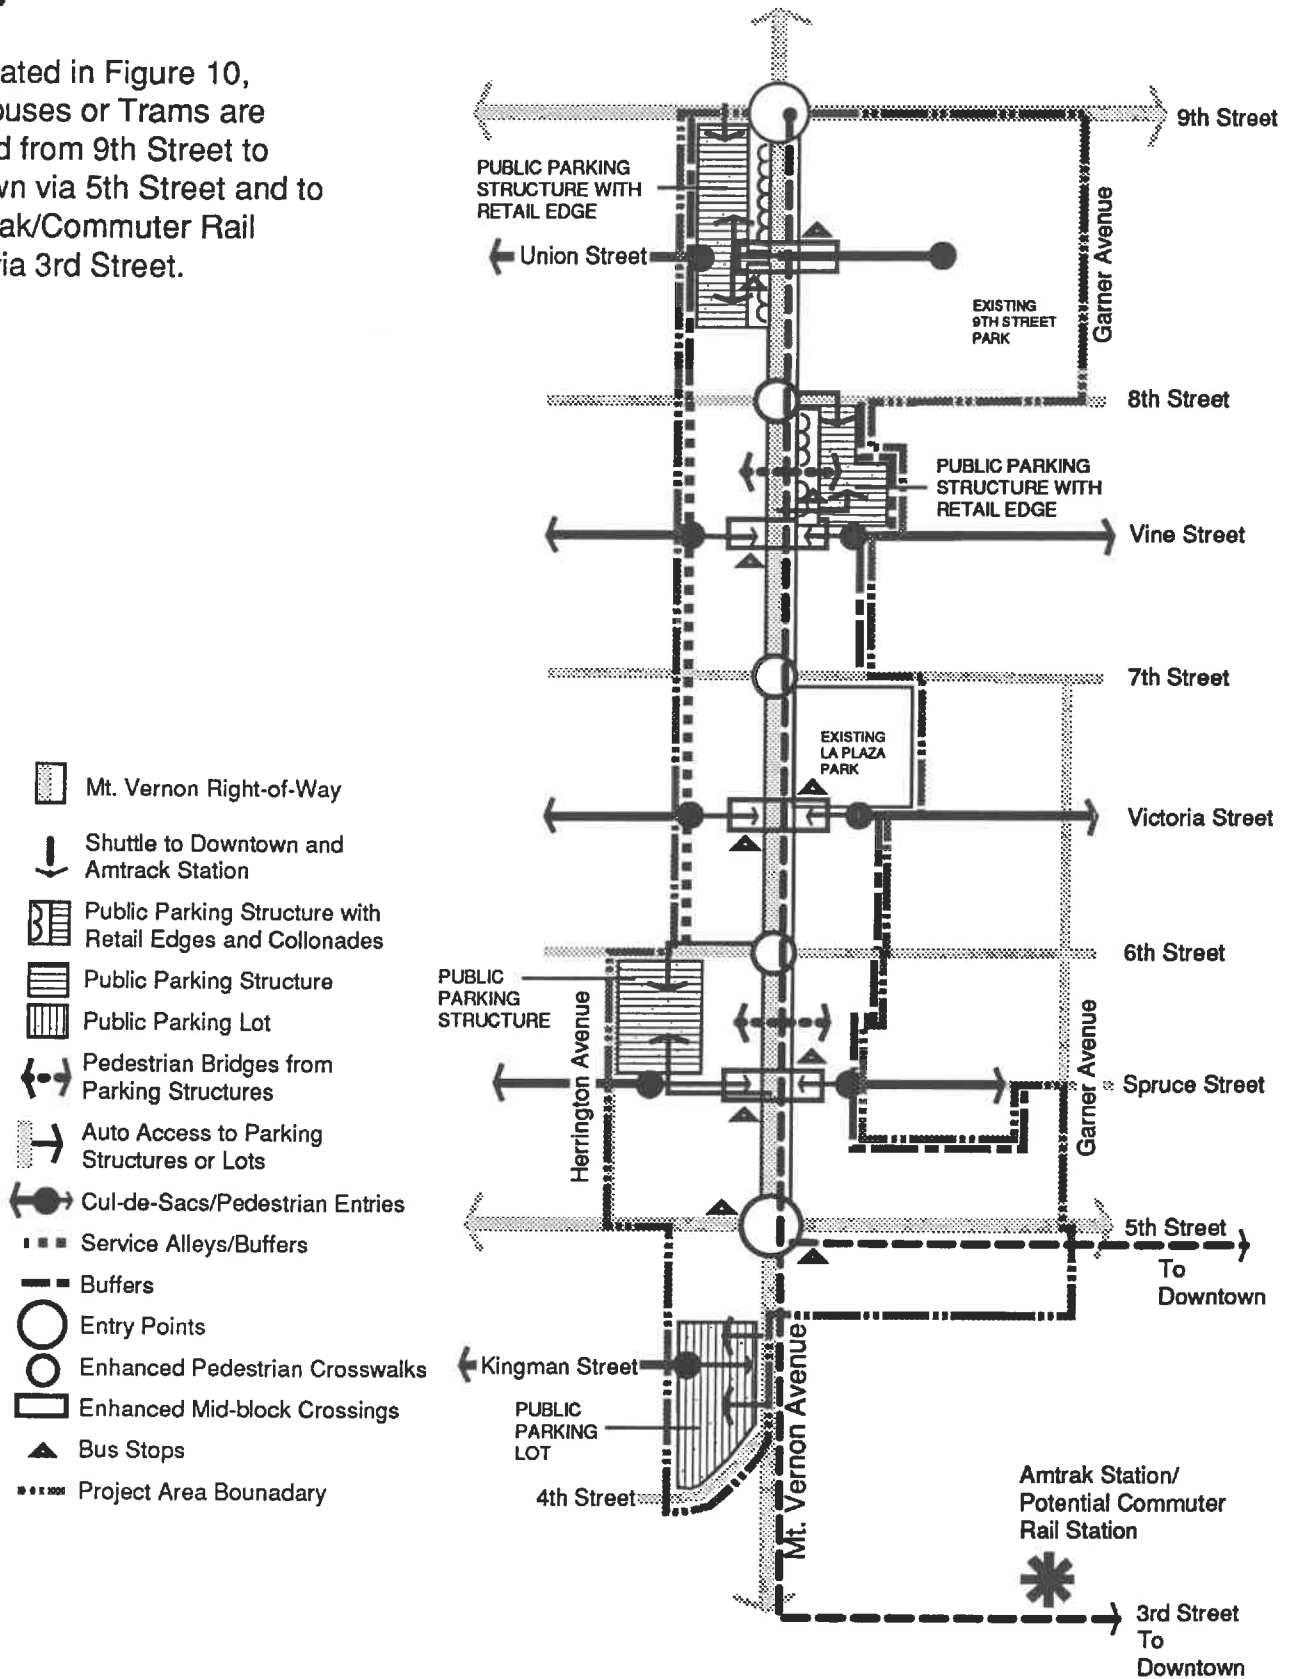 ated in Figure 10,
ouses or Trams are
d from 9th Street to
wn via 5th Street and to
ak/Commuter Rail
via 3rd Street.
9th Street
PUBLIC PARKING
STRUCTURE WITH
RETAIL EDGE
Union Street
Garner Avenue
EXISTING
9TH STREET
PARK
8th Street
PUBLIC PARKING
STRUCTURE WITH
RETAIL EDGE
Vine Street
7th Street
EXISTING
LA PLAZA
PARK
Victoria Street
6th Street
PUBLIC
PARKING
STRUCTURE
Herrington Avenue
Garner Avenue
Spruce Street
5th Street
To
Downtown
Kingman Street
PUBLIC
PARKING
LOT
4th Street
Mt. Vernon Avenue
Amtrak Station/
Potential Commuter
Rail Station
3rd Street
To
Downtown
Mt. Vernon Right-of-Way
Shuttle to Downtown and
Amtrack Station
Public Parking Structure with
Retail Edges and Collonades
Public Parking Structure
Public Parking Lot
Pedestrian Bridges from
Parking Structures
Auto Access to Parking
Structures or Lots
Cul-de-Sacs/Pedestrian Entries
Service Alleys/Buffers
Buffers
Entry Points
Enhanced Pedestrian Crosswalks
Enhanced Mid-block Crossings
Bus Stops
Project Area Bounadary